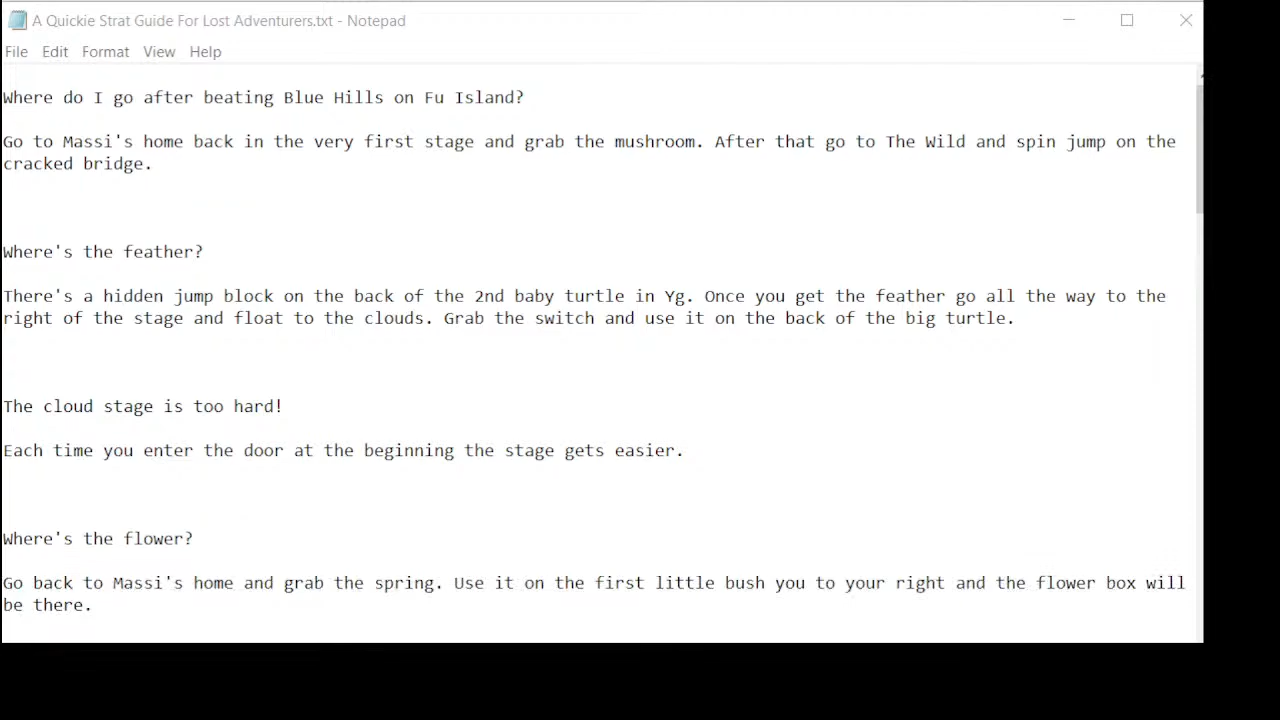 A Quickie Strat Guide For Lost Adventurers.txt - Notepad
File Edit Format View Help
Where do I go after beating Blue Hills on Fu Island?
Go to Massi's home back in the very first stage and grab the mushroom. After that go to The Wild and spin jump on the
cracked bridge.
Where's the feather?
There's a hidden jump block on the back of the 2nd baby turtle in Yg. Once you get the feather go all the way to the
right of the stage and float to the clouds. Grab the switch and use it on the back of the big turtle.
The cloud stage is too hard!
Each time you enter the door at the beginning the stage gets easier.
Where's the flower?
Go back to Massi's home and grab the spring. Use it on the first little bush you to your right and the flower box will
be there.